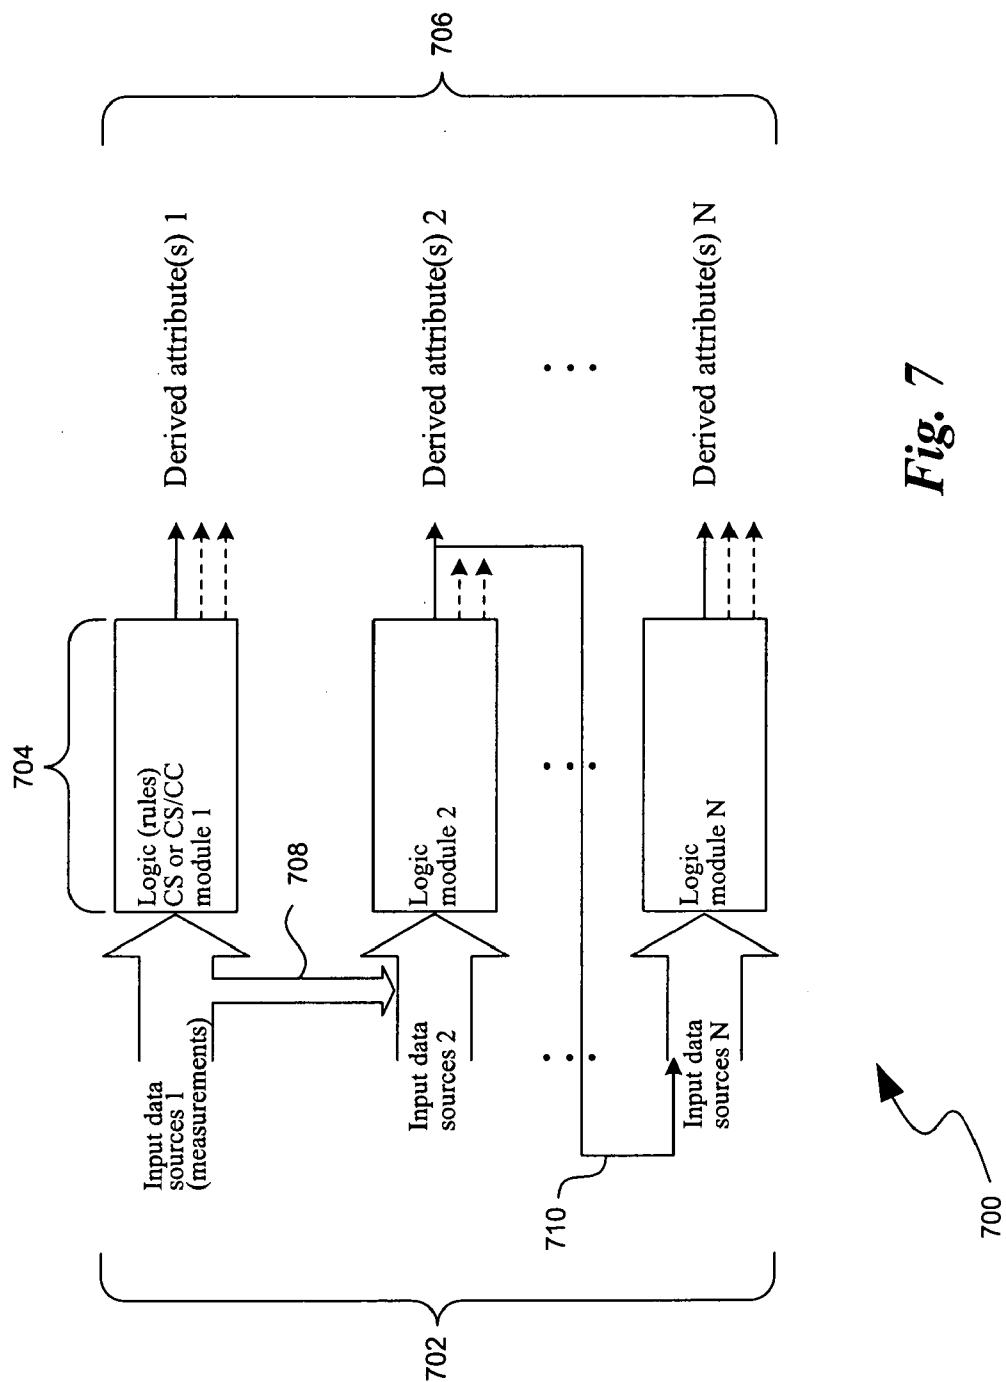 706
Derived attribute(s) 1
Derived attribute(s) 2
Derived attribute(s) N
704
Logic (rules)
CS or CS/CC
module 1
Logic
module 2
Logic
module N
708
Input data
sources 1
(measurements)
Input data
sources 2
Input data
sources N
710
702
700
Fig. 7